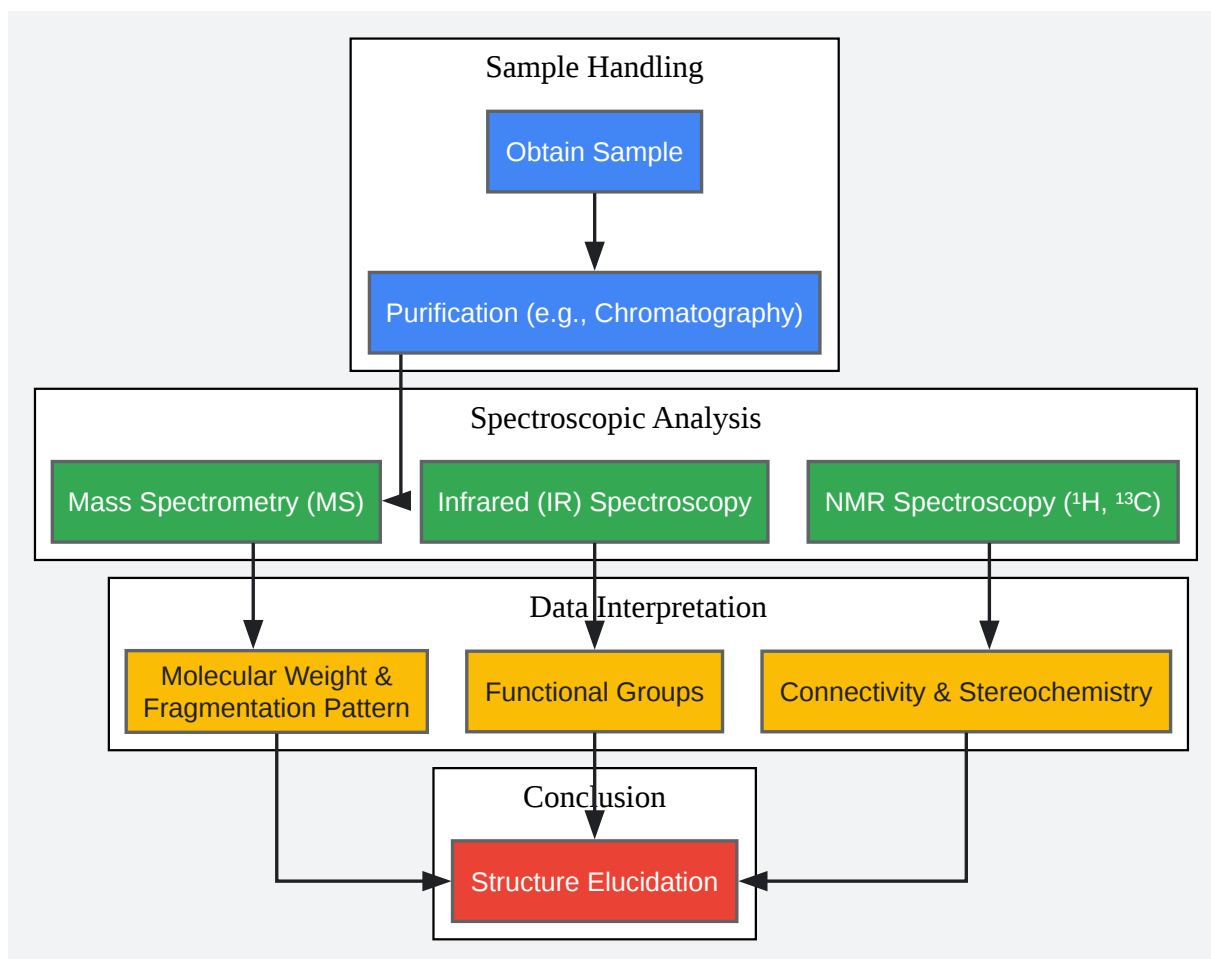 Sample Handling
Obtain Sample
Purification (e.g., Chromatography)
Spectroscopic Analysis
Mass Spectrometry (MS)
Infrared (IR) Spectroscopy
NMR Spectroscopy (¹H, ¹³C)
Data Interpretation
Molecular Weight &
Fragmentation Pattern
Functional Groups
Connectivity & Stereochemistry
Conclusion
Structure Elucidation